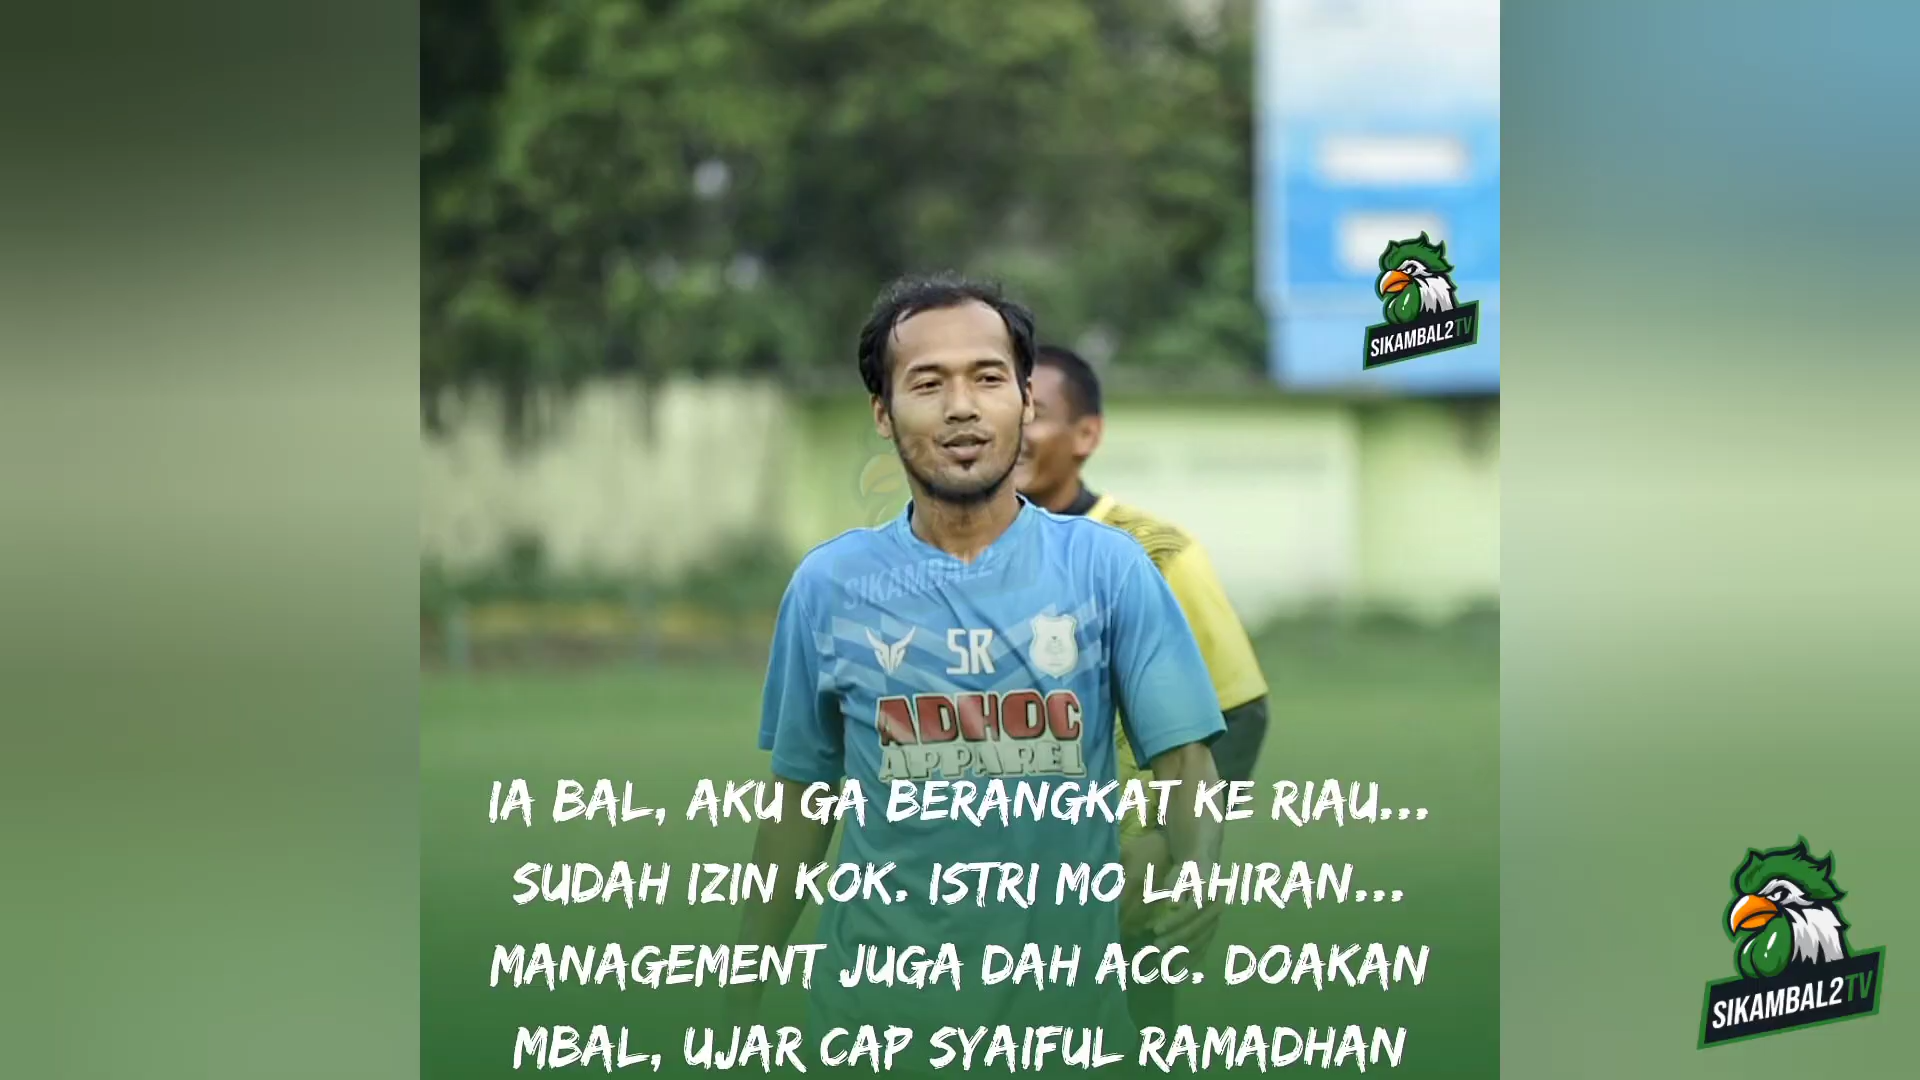 SIKAMBAL2TV
SIKAMBAL2
SR
ADHOC
APPAREL
IA BAL, AKU GA BERANGKAT KE RIAU...
SUDAH IZIN KOK. ISTRI MO LAHIRAN...
MANAGEMENT JUGA DAH ACC. DOAKAN
MBAL, UJAR CAP SYAIFUL RAMADHAN
SIKAMBAL2TV